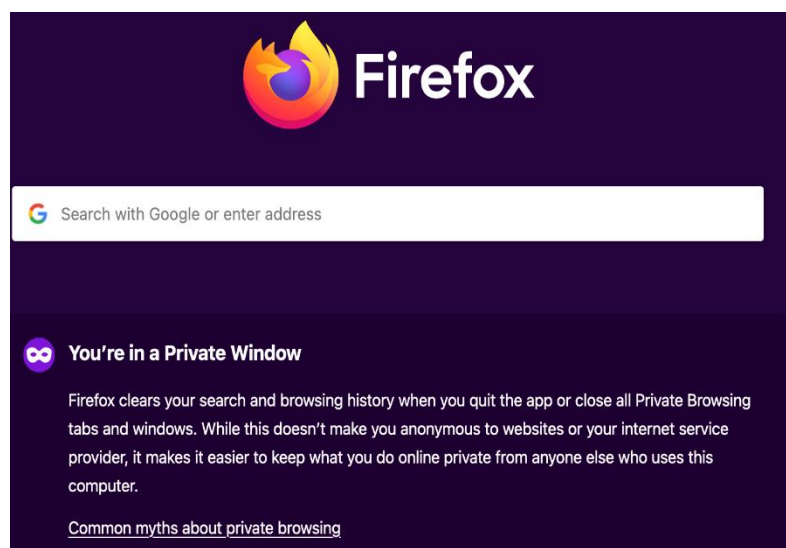 Firefox
Search with Google or enter address
You're in a Private Window
Firefox clears your search and browsing history when you quit the app or close all Private Browsing
tabs and windows. While this doesn't make you anonymous to websites or your internet service
provider, it makes it easier to keep what you do online private from anyone else who uses this
computer.
Common myths about private browsing